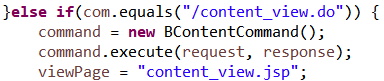 }else if(com.equals("/content_view.do")) {
    command = new BContentCommand();
    command.execute(request, response);
    viewPage = "content_view.jsp";